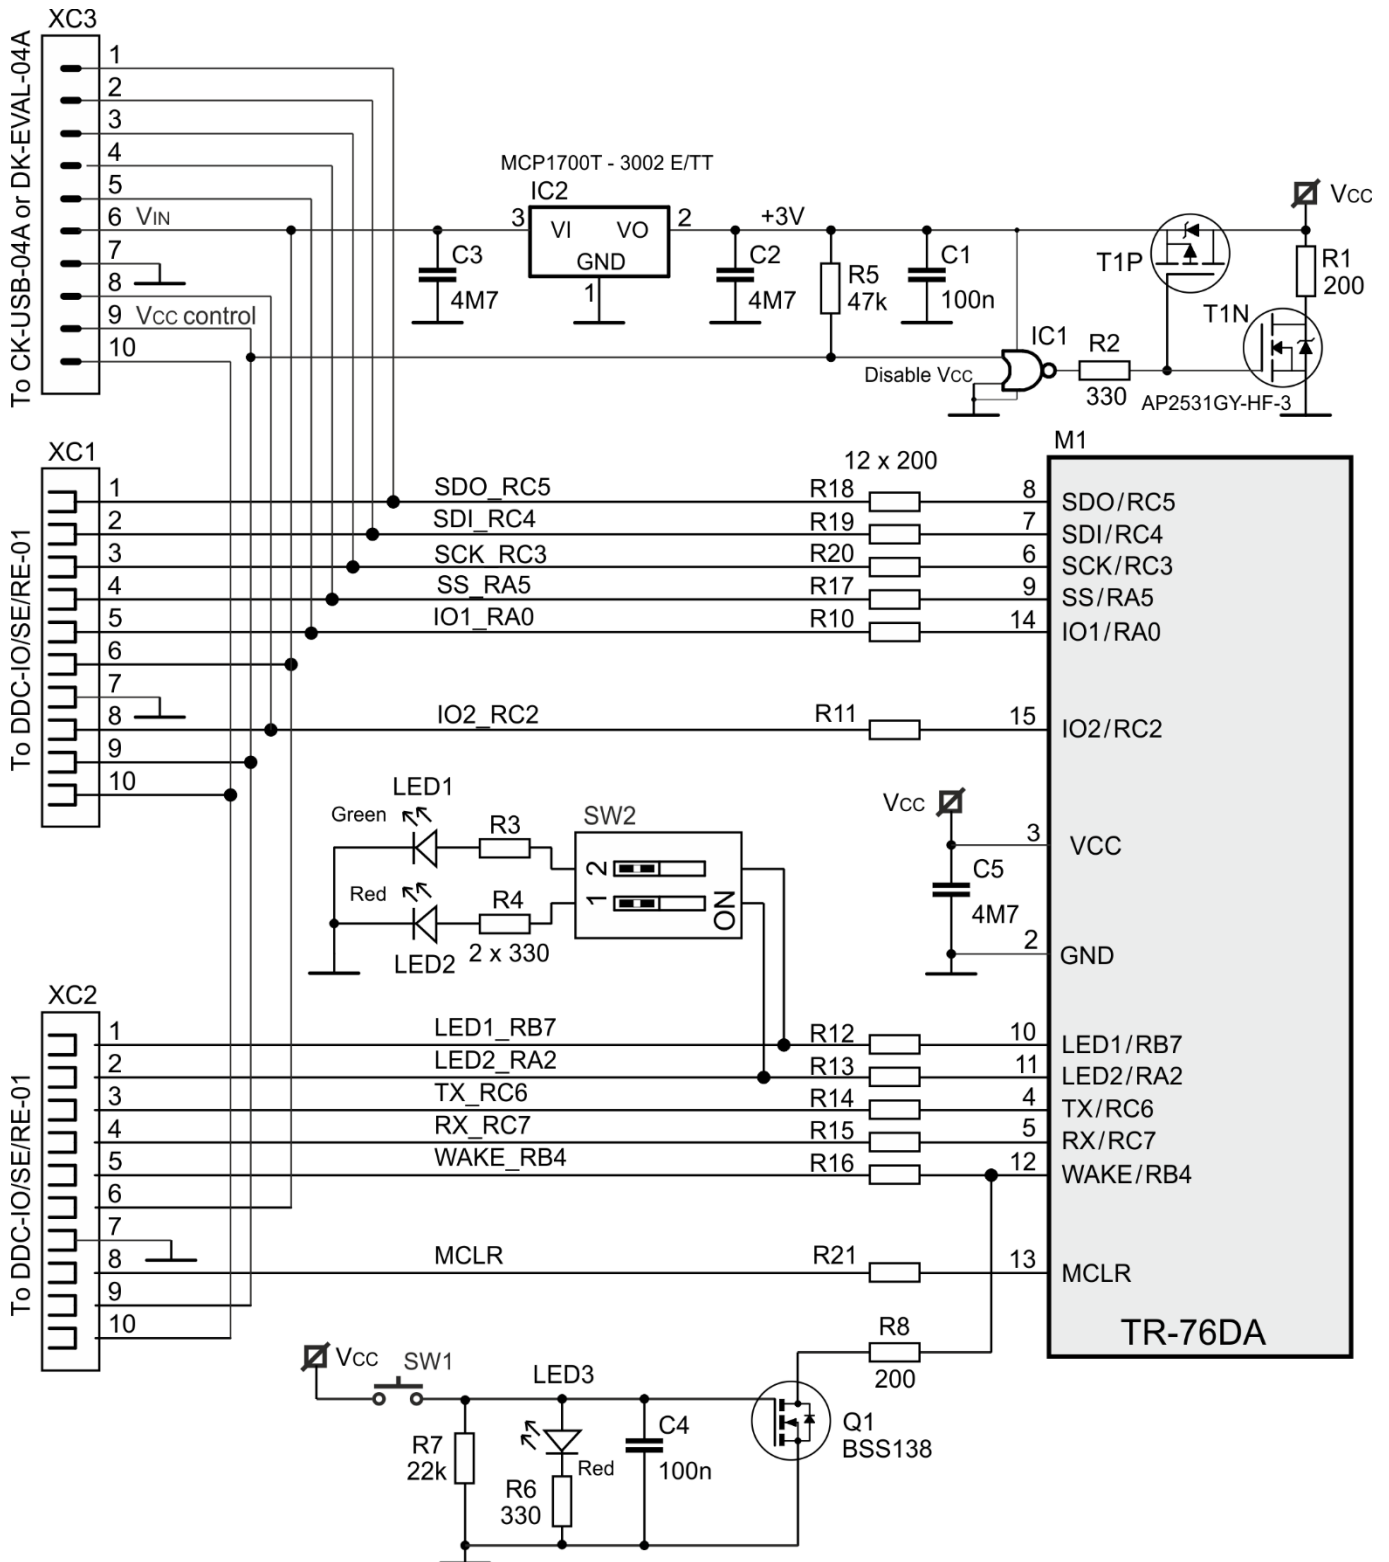 XC3
To CK-USB-04A or DK-EVAL-04A
1
2
3
4
5
6 VIN
7
8
9 VCC control
10
MCP1700T - 3002 E/TT
IC2
3 VI VO 2
GND
1
+3V
C3
4M7
C2
4M7
R5
47k
C1
100n
Disable VCC
IC1
R2
330
T1P
VCC
R1
200
T1N
AP2531GY-HF-3
XC1
To DDC-IO/SE/RE-01
1
2
3
4
5
6
7
8
9
10
SDO_RC5
SDI_RC4
SCK_RC3
SS_RA5
IO1_RA0
IO2_RC2
12 x 200
R18
R19
R20
R17
R10
R11
M1
8 SDO/RC5
7 SDI/RC4
6 SCK/RC3
9 SS/RA5
14 IO1/RA0
15 IO2/RC2
VCC
3 VCC
C5
4M7
2 GND
LED1
Green
R3
SW2
2
1
ON
Red
R4
LED2
2 x 330
XC2
To DDC-IO/SE/RE-01
1
2
3
4
5
6
7
8
9
10
LED1_RB7
LED2_RA2
TX_RC6
RX_RC7
WAKE_RB4
MCLR
R12
R13
R14
R15
R16
R21
10 LED1/RB7
11 LED2/RA2
4 TX/RC6
5 RX/RC7
12 WAKE/RB4
13 MCLR
TR-76DA
R8
200
VCC
SW1
LED3
R7
22k
R6
330
Red
C4
100n
Q1
BSS138